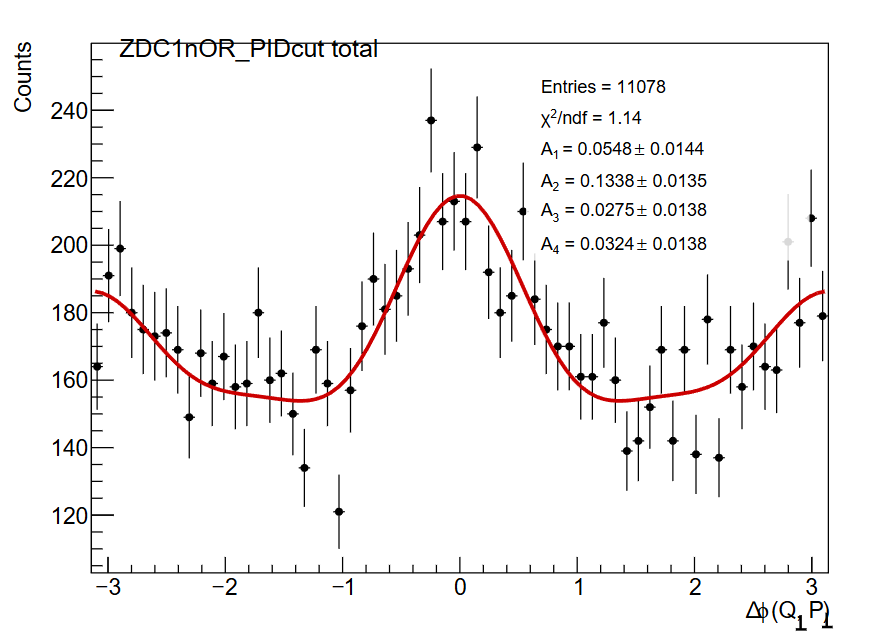 ZDC1nOR_PIDcut total
Counts
Entries = 11078
χ²/ndf = 1.14
A₁ = 0.0548 ± 0.0144
A₂ = 0.1338 ± 0.0135
A₃ = 0.0275 ± 0.0138
A₄ = 0.0324 ± 0.0138
240
220
200
180
160
140
120
−3 −2 −1 0 1 2 3
Δϕ(Q⊥, P⊥)